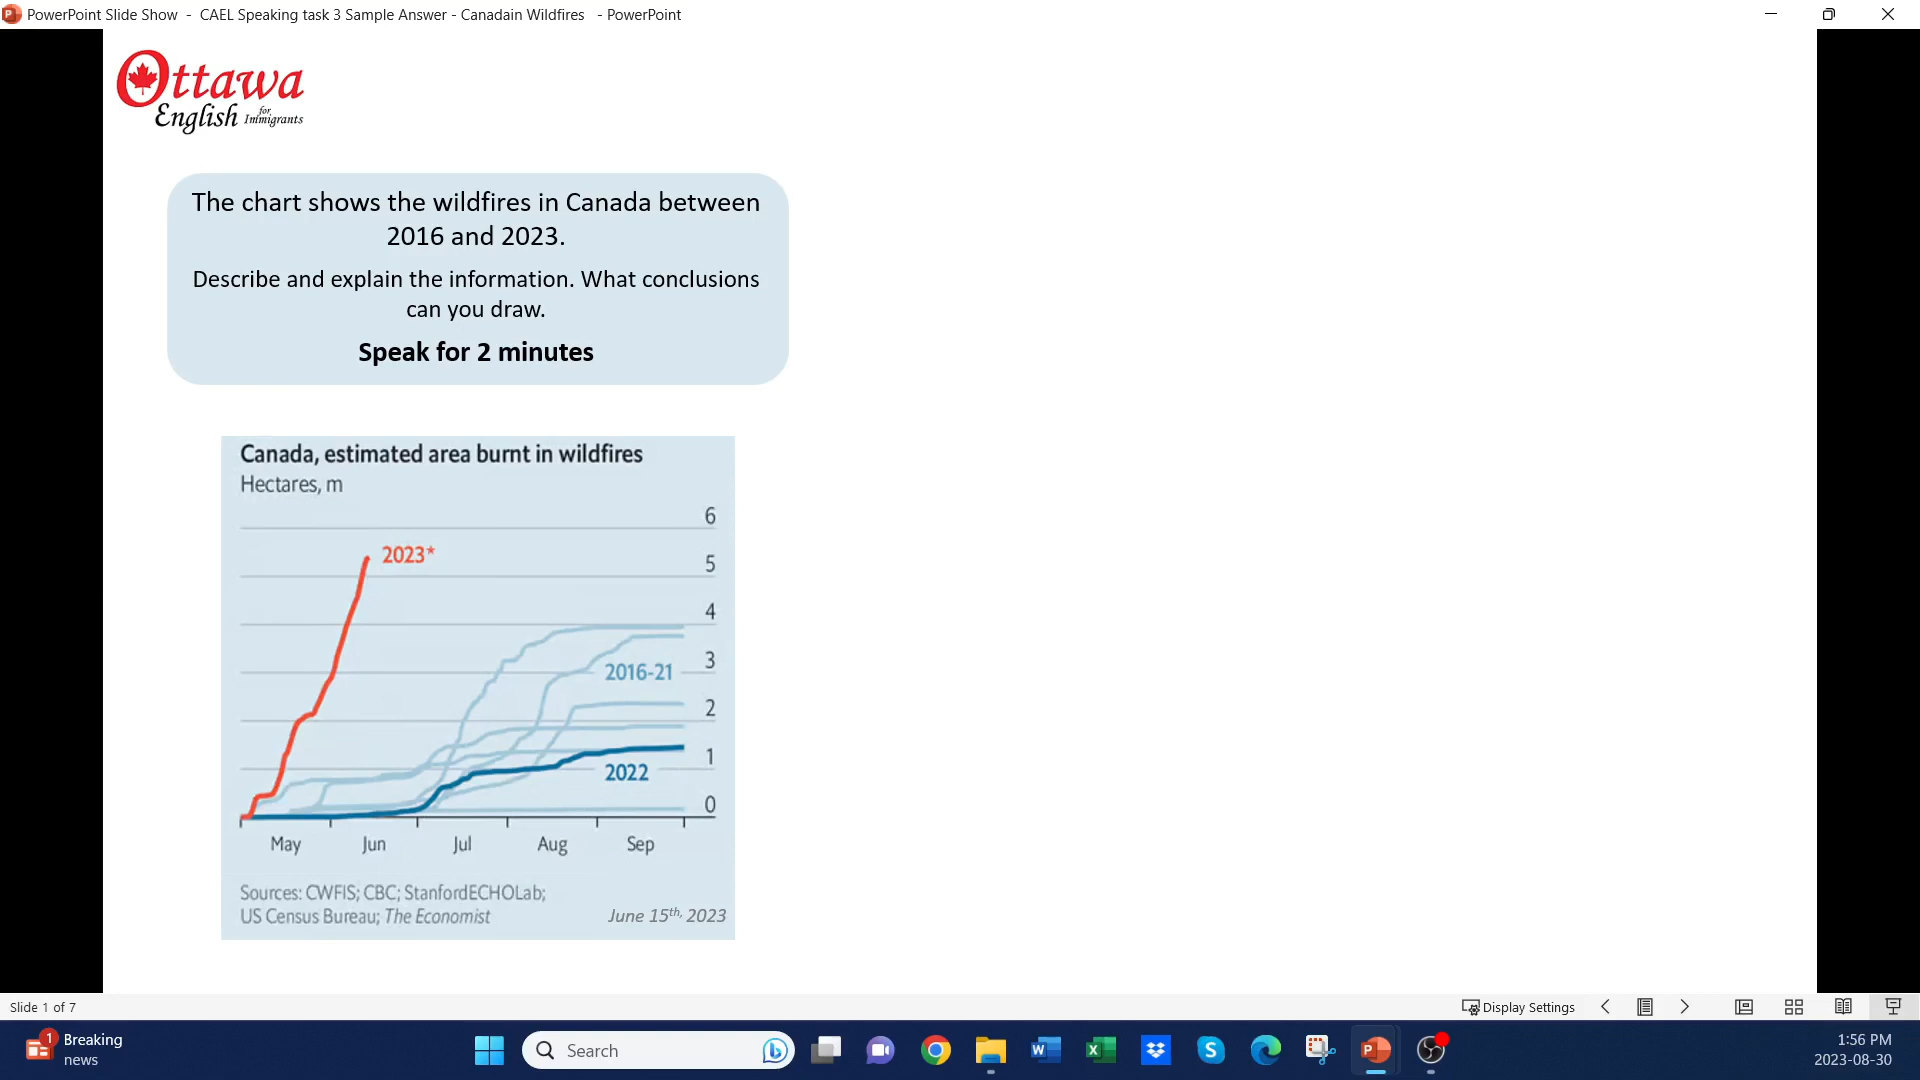 PowerPoint Slide Show - CAEL Speaking task 3 Sample Answer - Canadain Wildfires - PowerPoint
Ottawa
English for Immigrants
The chart shows the wildfires in Canada between
2016 and 2023.
Describe and explain the information. What conclusions
can you draw.
Speak for 2 minutes
Canada, estimated area burnt in wildfires
Hectares, m
6
2023*
5
4
3
2016-21
2
1
2022
0
May Jun Jul Aug Sep
Sources: CWFIS; CBC; StanfordECHOLab;
US Census Bureau; The Economist
June 15th, 2023
Slide 1 of 7
Display Settings
1
Breaking
news
Search
1:56 PM
2023-08-30